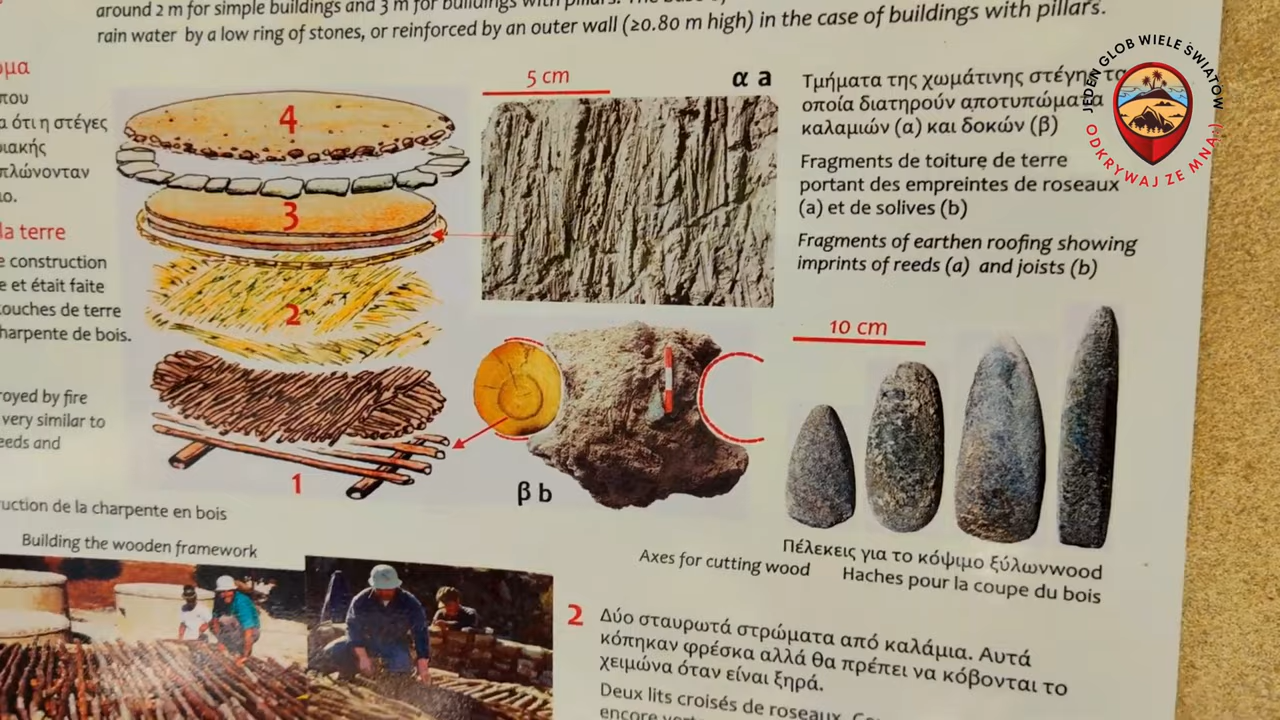 around 2 m for simple buildings and 3 m for buildings with pillars. The base of
rain water by a low ring of stones, or reinforced by an outer wall (≥0.80 m high) in the case of buildings with pillars.
που
α ότι η στέγες
πλώνονταν
la terre
e construction
e et était faite
ouches de terre
harpente de bois.
royed by fire
very similar to
eeds and
4
3
2
1
5 cm
α a
β b
Τμήματα της χωμάτινης στέγης τα
οποία διατηρούν αποτυπώματα
καλαμιών (α) και δοκών (β)
Fragments de toiture de terre
portant des empreintes de roseaux
(a) et de solives (b)
Fragments of earthen roofing showing
imprints of reeds (a) and joists (b)
10 cm
Πέλεκεις για το κόψιμο ξύλωνwood
Axes for cutting wood
Haches pour la coupe du bois
uction de la charpente en bois
Building the wooden framework
2 Δύο σταυρωτά στρώματα από καλάμια. Αυτά
κόπηκαν φρέσκα αλλά θα πρέπει να κόβονται το
χειμώνα όταν είναι ξηρά.
Deux lits croisés de roseaux.
JEDEN GLOB WIELE ŚWIATÓW
ODKRYWAJ ZE MNĄ:)